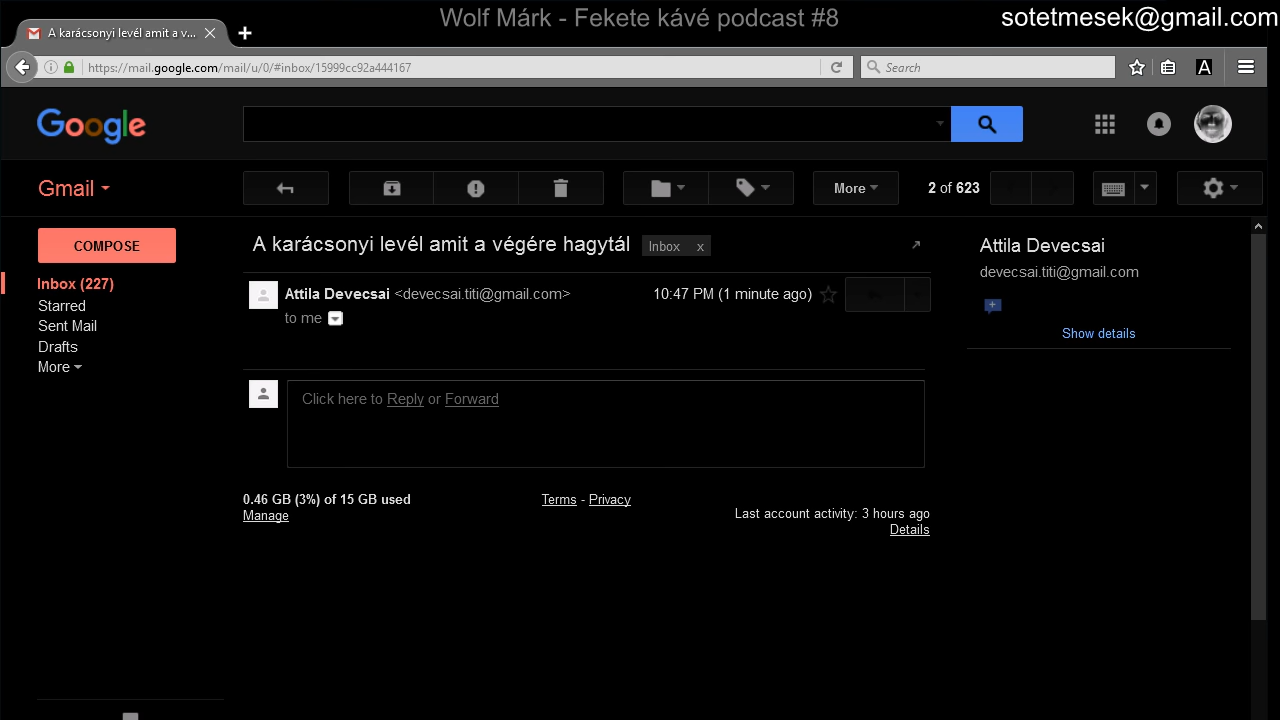 Wolf Márk - Fekete kávé podcast #8
sotetmesek@gmail.com
A karácsonyi levél amit a v...
https://mail.google.com/mail/u/0/#inbox/15999cc92a444167
Search
A
Google
Gmail
More
2 of 623
COMPOSE
Inbox (227)
Starred
Sent Mail
Drafts
More
A karácsonyi levél amit a végére hagytál
Inbox x
Attila Devecsai <devecsai.titi@gmail.com>
10:47 PM (1 minute ago)
to me
Attila Devecsai
devecsai.titi@gmail.com
Show details
Click here to Reply or Forward
0.46 GB (3%) of 15 GB used
Manage
Terms - Privacy
Last account activity: 3 hours ago
Details